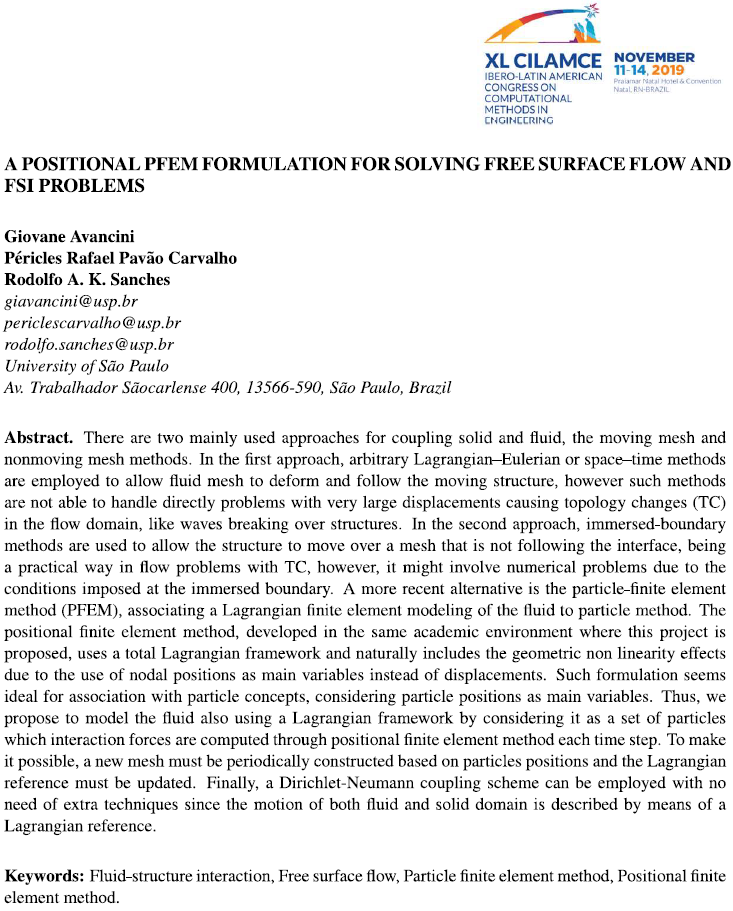 XL CILAMCE
IBERO-LATIN AMERICAN
CONGRESS ON
COMPUTATIONAL
METHODS IN
ENGINEERING
NOVEMBER
11-14, 2019
Praiamar Natal Hotel & Convention
Natal, RN-BRAZIL
A POSITIONAL PFEM FORMULATION FOR SOLVING FREE SURFACE FLOW AND
FSI PROBLEMS
Giovane Avancini
Péricles Rafael Pavão Carvalho
Rodolfo A. K. Sanches
giavancini@usp.br
periclescarvalho@usp.br
rodolfo.sanches@usp.br
University of São Paulo
Av. Trabalhador Sãocarlense 400, 13566-590, São Paulo, Brazil
Abstract. There are two mainly used approaches for coupling solid and fluid, the moving mesh and
nonmoving mesh methods. In the first approach, arbitrary Lagrangian–Eulerian or space–time methods
are employed to allow fluid mesh to deform and follow the moving structure, however such methods
are not able to handle directly problems with very large displacements causing topology changes (TC)
in the flow domain, like waves breaking over structures. In the second approach, immersed-boundary
methods are used to allow the structure to move over a mesh that is not following the interface, being
a practical way in flow problems with TC, however, it might involve numerical problems due to the
conditions imposed at the immersed boundary. A more recent alternative is the particle-finite element
method (PFEM), associating a Lagrangian finite element modeling of the fluid to particle method. The
positional finite element method, developed in the same academic environment where this project is
proposed, uses a total Lagrangian framework and naturally includes the geometric non linearity effects
due to the use of nodal positions as main variables instead of displacements. Such formulation seems
ideal for association with particle concepts, considering particle positions as main variables. Thus, we
propose to model the fluid also using a Lagrangian framework by considering it as a set of particles
which interaction forces are computed through positional finite element method each time step. To make
it possible, a new mesh must be periodically constructed based on particles positions and the Lagrangian
reference must be updated. Finally, a Dirichlet-Neumann coupling scheme can be employed with no
need of extra techniques since the motion of both fluid and solid domain is described by means of a
Lagrangian reference.
Keywords: Fluid-structure interaction, Free surface flow, Particle finite element method, Positional finite
element method.